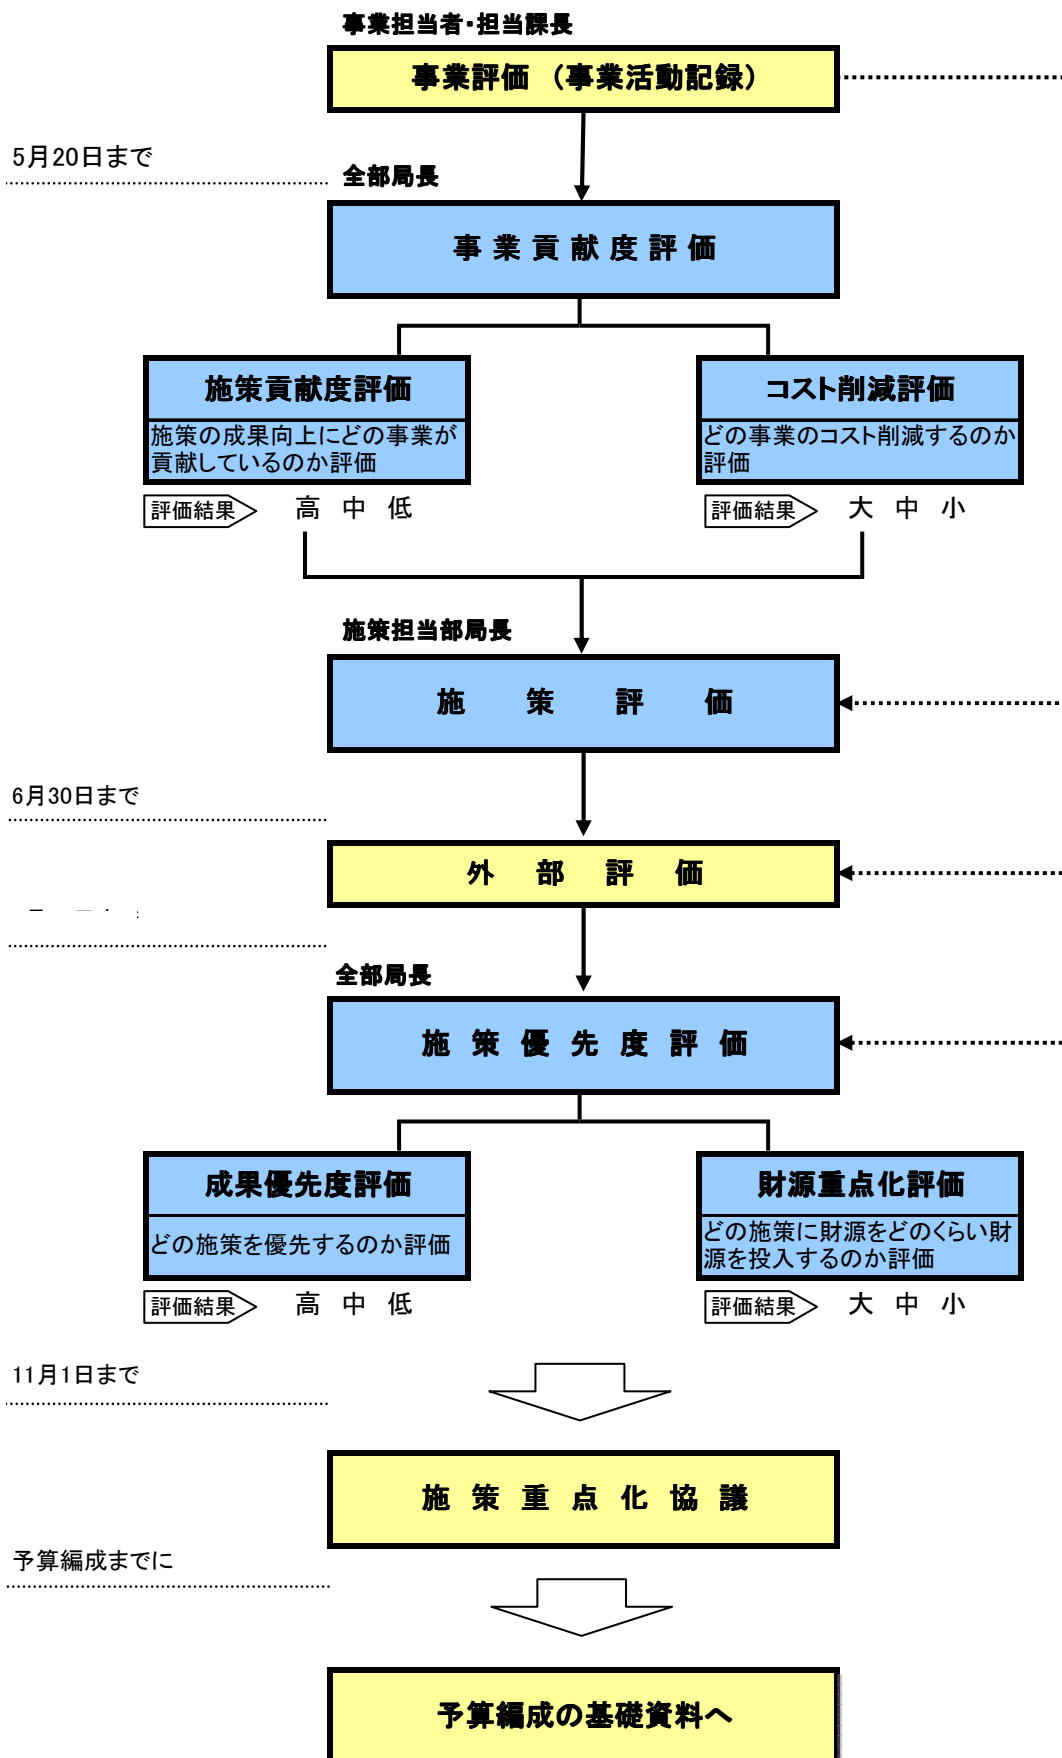 事業担当者・担当課長
事業評価 （事業活動記録）
5月20日まで
全部局長
事業貢献度評価
施策貢献度評価
施策の成果向上にどの事業が
貢献しているのか評価
コスト削減評価
どの事業のコスト削減するのか
評価
評価結果 高 中 低
評価結果 大 中 小
施策担当部局長
施策評価
6月30日まで
外部評価
全部局長
施策優先度評価
成果優先度評価
どの施策を優先するのか評価
財源重点化評価
どの施策に財源をどのくらい財
源を投入するのか評価
評価結果 高 中 低
評価結果 大 中 小
11月1日まで
施策重点化協議
予算編成までに
予算編成の基礎資料へ